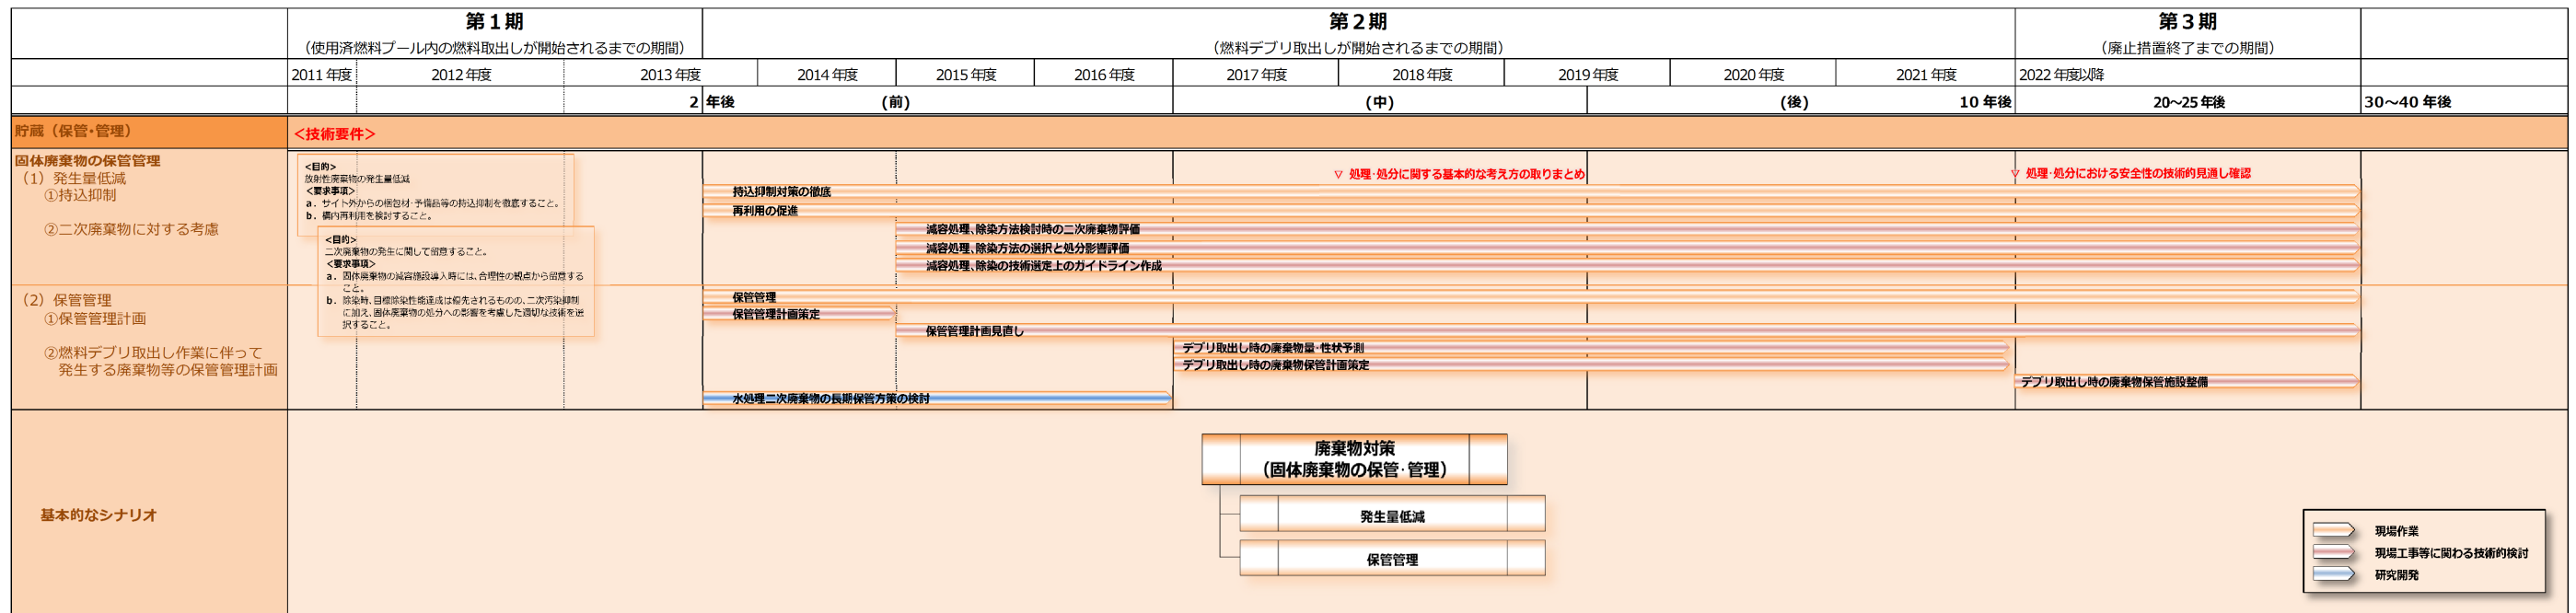 第１期
（使用済燃料プール内の燃料取出しが開始されるまでの期間）
第２期
（燃料デブリ取出しが開始されるまでの期間）
第３期
（廃止措置終了までの期間）
2011 年度
2012 年度
2013 年度
2014 年度
2015 年度
2016 年度
2017 年度
2018 年度
2019 年度
2020 年度
2021 年度
2022 年度以降
2 年後
(前)
(中)
(後)
10 年後
20～25 年後
30～40 年後
貯蔵（保管・管理）
＜技術要件＞
固体廃棄物の保管管理
（1）発生量低減
①持込抑制
②二次廃棄物に対する考慮
（2）保管管理
①保管管理計画
②燃料デブリ取出し作業に伴って
発生する廃棄物等の保管管理計画
<目的>
放射性廃棄物の発生量低減
<要求事項>
a．サイト外からの梱包材・予備品等の持込抑制を徹底すること。
b．構内再利用を検討すること。
<目的>
二次廃棄物の発生に関して留意すること。
<要求事項>
a．固体廃棄物の減容施設導入時には、合理性の観点から留意する
こと。
b．除染時、目標除染性能達成は優先されるものの、二次汚染抑制
に加え、固体廃棄物の処分への影響を考慮した適切な技術を選
択すること。
▽ 処理・処分に関する基本的な考え方の取りまとめ
▽ 処理・処分における安全性の技術的見通し確認
持込抑制対策の徹底
再利用の促進
減容処理、除染方法検討時の二次廃棄物評価
減容処理、除染方法の選択と処分影響評価
減容処理、除染の技術選定上のガイドライン作成
保管管理
保管管理計画策定
保管管理計画見直し
デブリ取出し時の廃棄物量・性状予測
デブリ取出し時の廃棄物保管計画策定
デブリ取出し時の廃棄物保管施設整備
水処理二次廃棄物の長期保管方策の検討
基本的なシナリオ
廃棄物対策
（固体廃棄物の保管・管理）
発生量低減
保管管理
現場作業
現場工事等に関わる技術的検討
研究開発